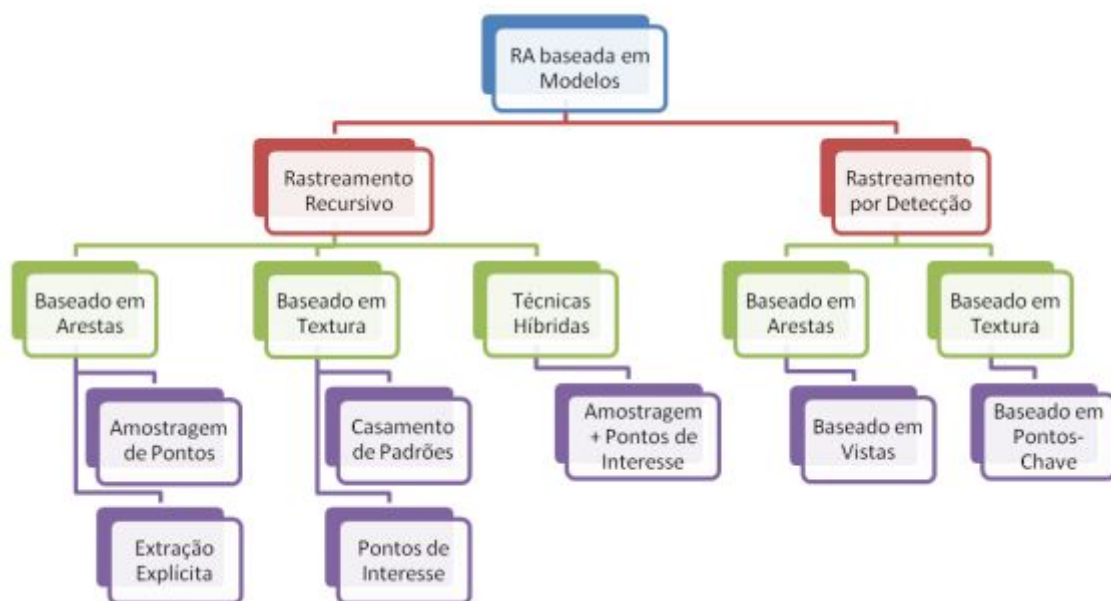 RA baseada em
Modelos
Rastreamento
Recursivo
Rastreamento
por Detecção
Baseado em
Arestas
Baseado em
Textura
Técnicas
Híbridas
Baseado em
Arestas
Baseado em
Textura
Amostragem
de Pontos
Casamento
de Padrões
Amostragem
+ Pontos de
Interesse
Baseado em
Vistas
Baseado em
Pontos-
Chave
Extração
Explícita
Pontos de
Interesse